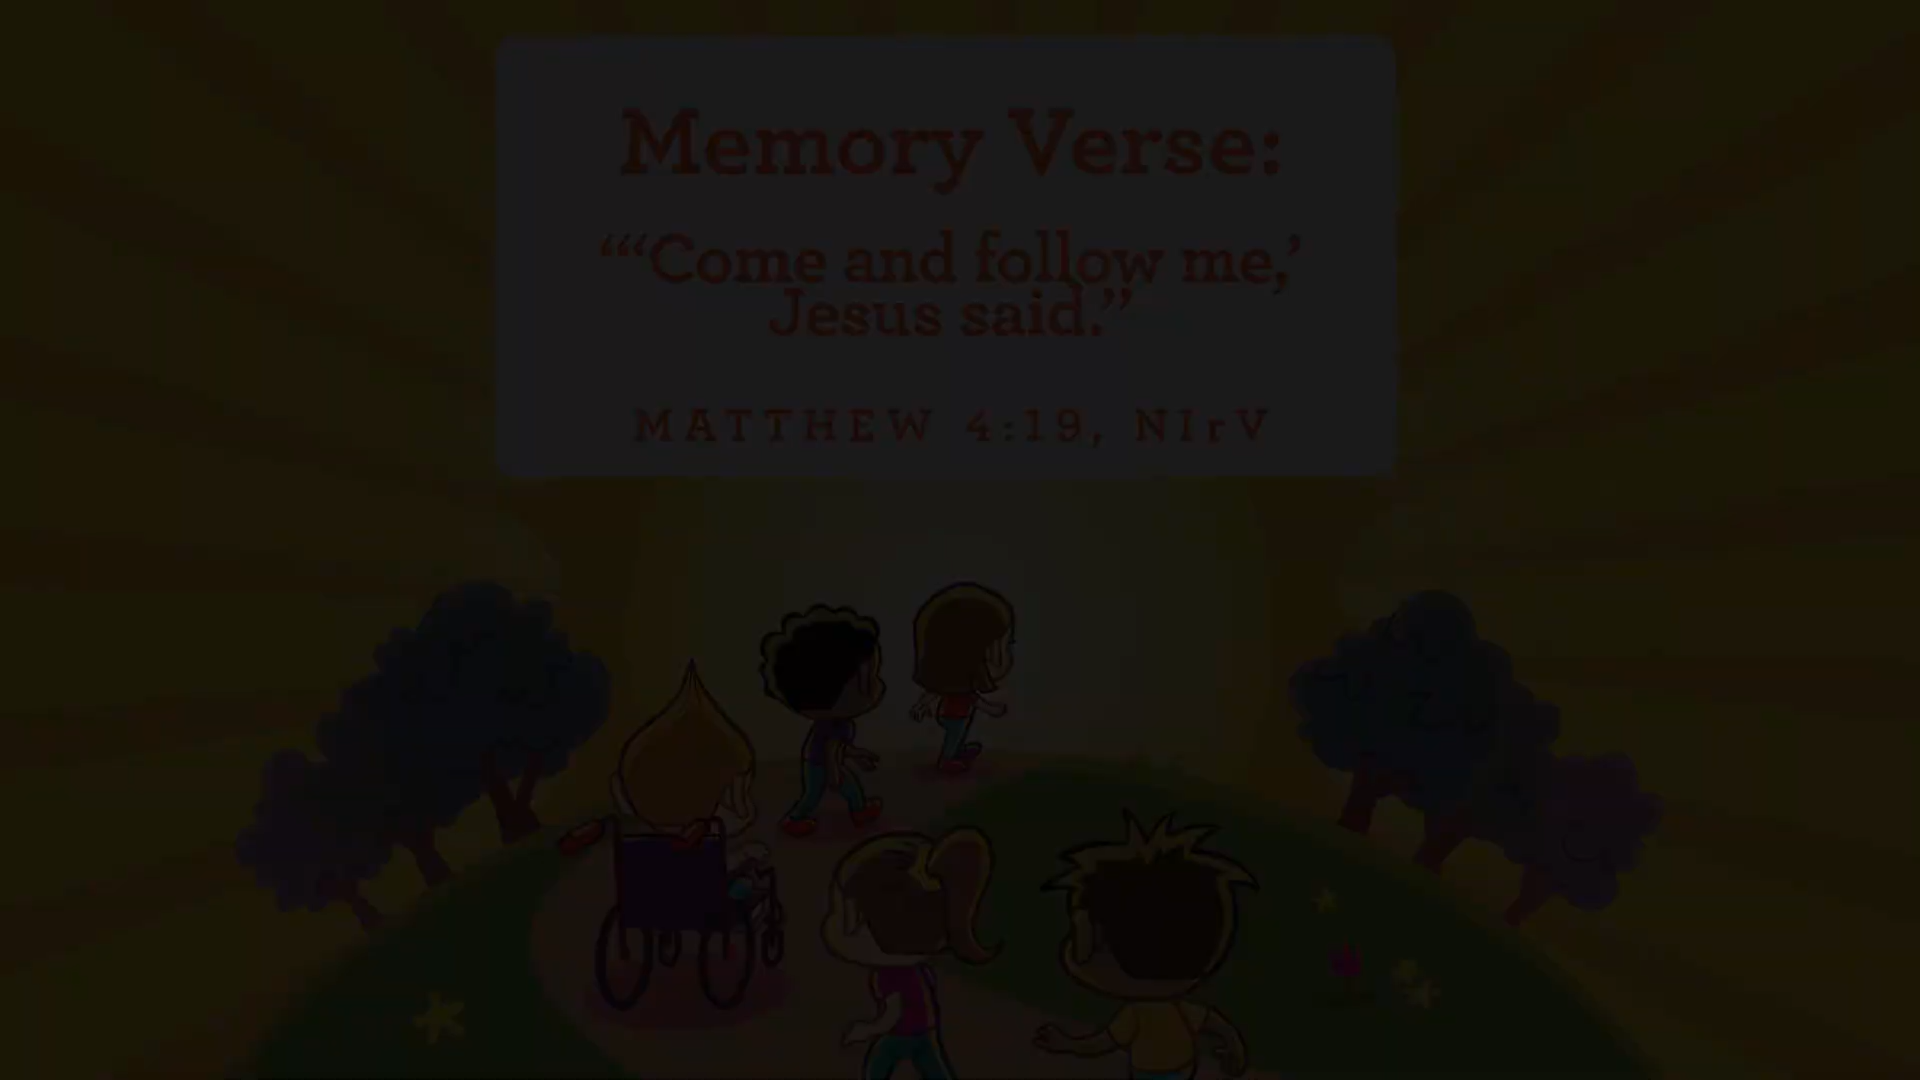 Memory Verse:
“‘Come and follow me,’
Jesus said.”
MATTHEW 4:19, NIrV